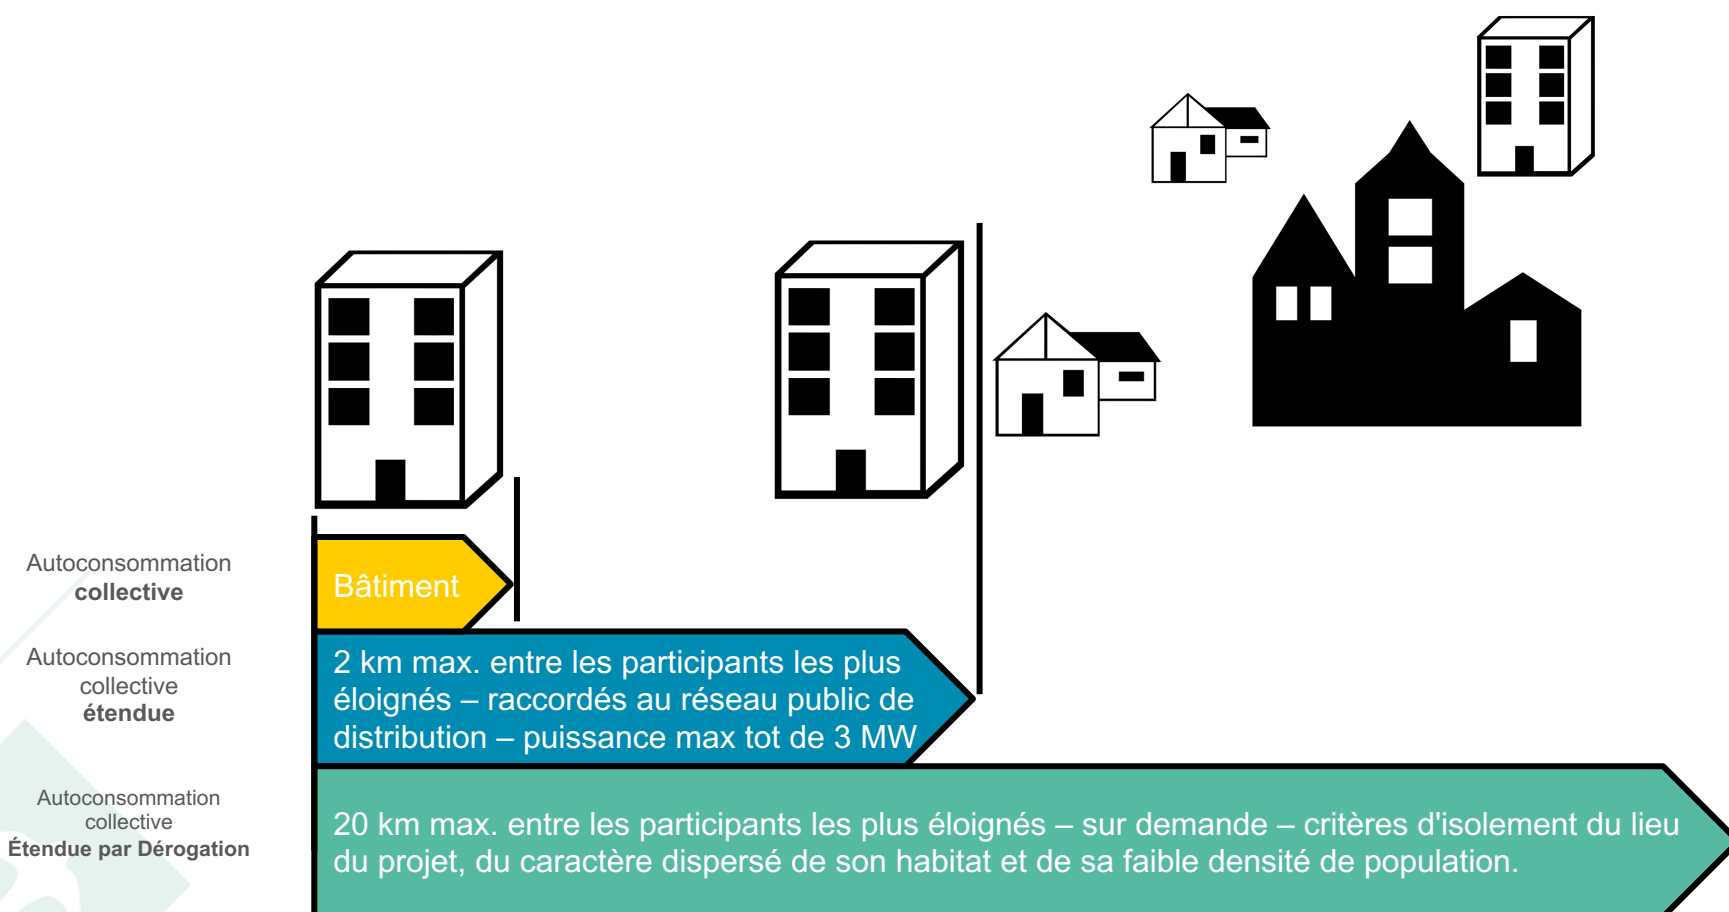 Autoconsommation
collective
Bâtiment
Autoconsommation
collective
étendue
2 km max. entre les participants les plus
éloignés – raccordés au réseau public de
distribution – puissance max tot de 3 MW
Autoconsommation
collective
Étendue par Dérogation
20 km max. entre les participants les plus éloignés – sur demande – critères d'isolement du lieu
du projet, du caractère dispersé de son habitat et de sa faible densité de population.